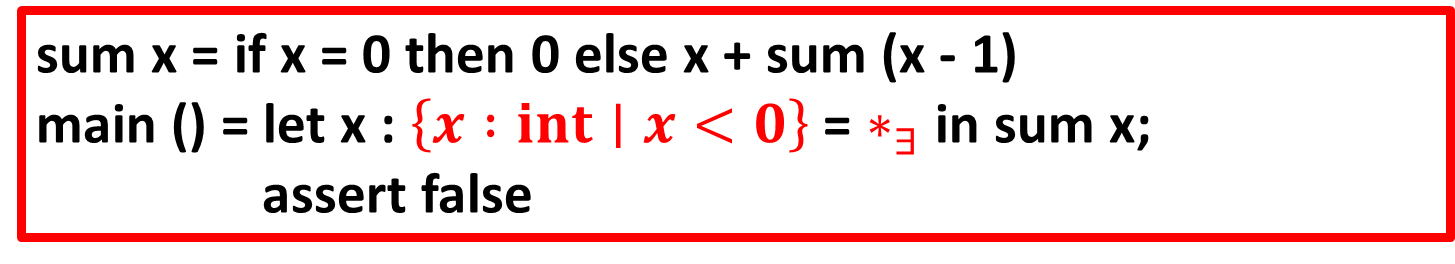 sum x = if x = 0 then 0 else x + sum (x - 1)
main () = let x : {𝒙 : int | 𝒙 < 0} = *∃ in sum x;
assert false